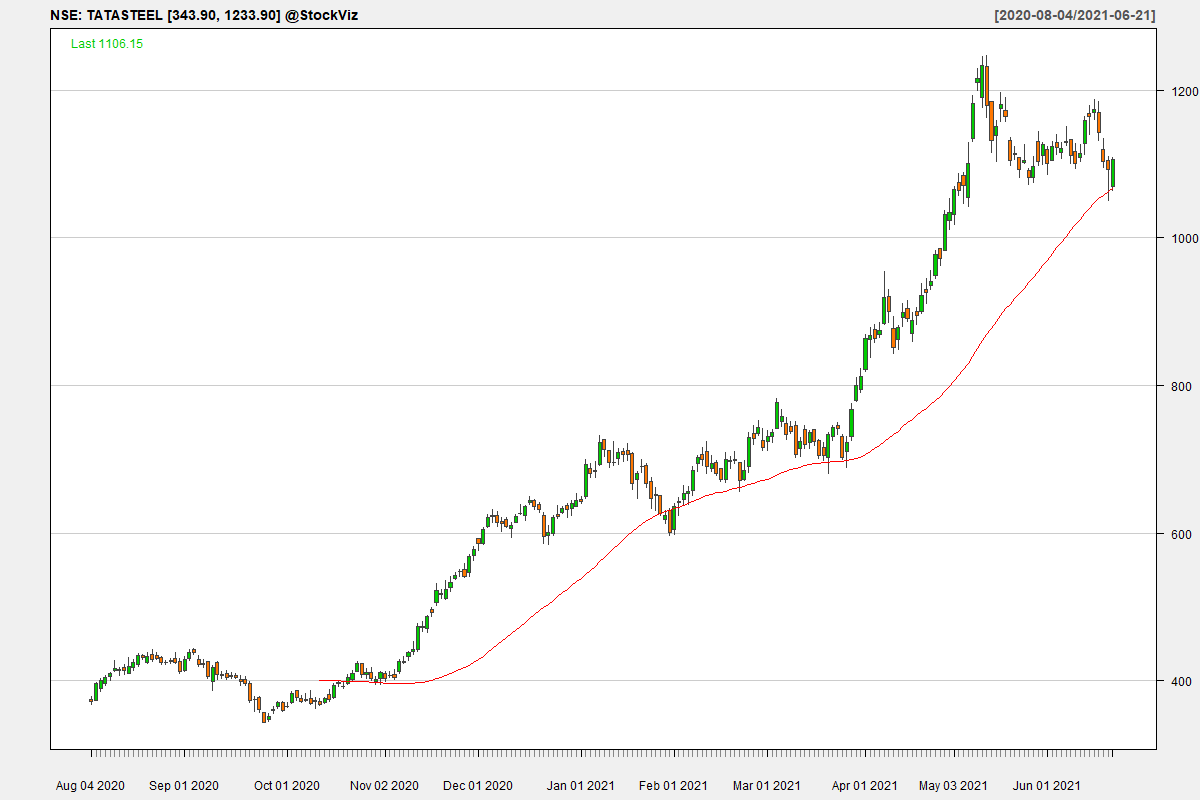 NSE: TATASTEEL [343.90, 1233.90] @StockViz
[2020-08-04/2021-06-21]
Last 1106.15
1200
1000
800
600
400
Aug 04 2020 Sep 01 2020 Oct 01 2020 Nov 02 2020 Dec 01 2020 Jan 01 2021 Feb 01 2021 Mar 01 2021 Apr 01 2021 May 03 2021 Jun 01 2021